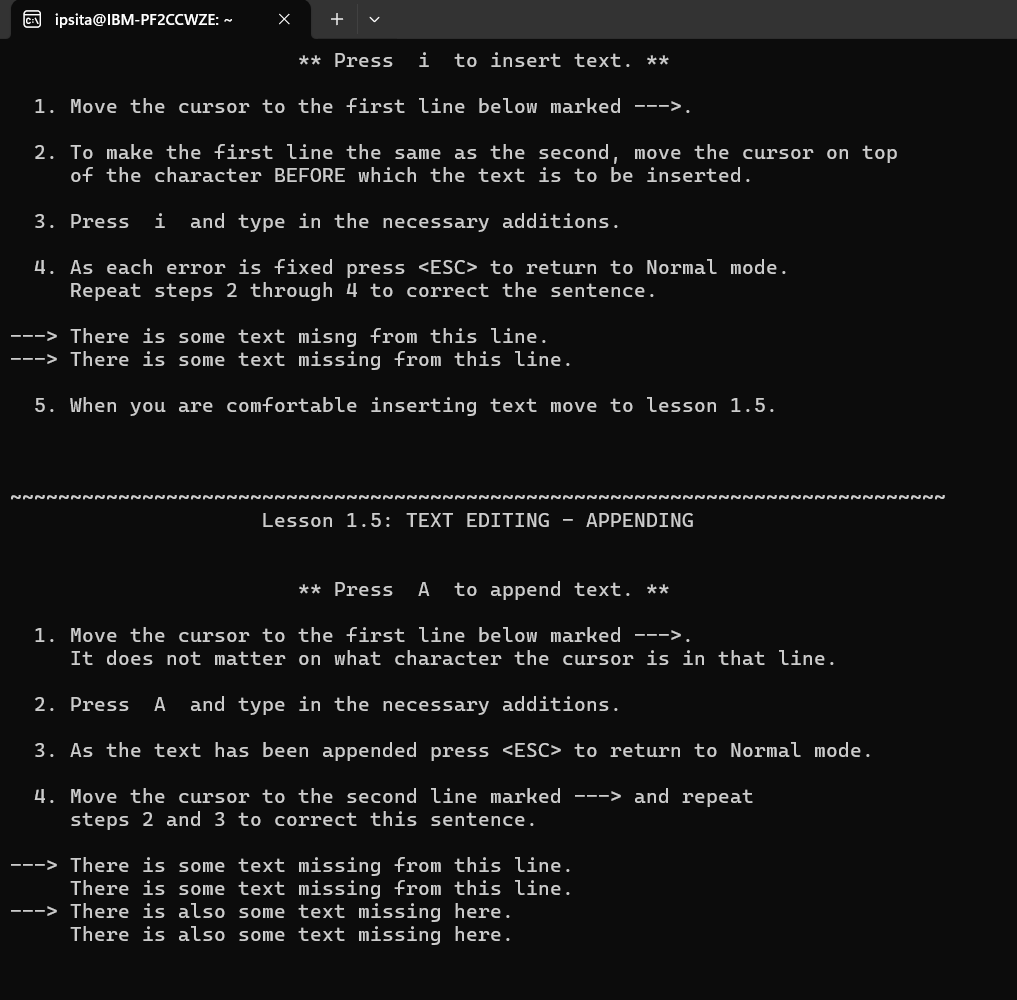 ipsita@IBM-PF2CCWZE: ~
** Press  i  to insert text. **
1. Move the cursor to the first line below marked --->.
2. To make the first line the same as the second, move the cursor on top
of the character BEFORE which the text is to be inserted.
3. Press  i  and type in the necessary additions.
4. As each error is fixed press <ESC> to return to Normal mode.
Repeat steps 2 through 4 to correct the sentence.
---> There is some text misng from this line.
---> There is some text missing from this line.
5. When you are comfortable inserting text move to lesson 1.5.
~~~~~~~~~~~~~~~~~~~~~~~~~~~~~~~~~~~~~~~~~~~~~~~~~~~~~~~~~~~~~~~~~~~~~~~~~~~~~~
Lesson 1.5: TEXT EDITING - APPENDING
** Press  A  to append text. **
1. Move the cursor to the first line below marked --->.
It does not matter on what character the cursor is in that line.
2. Press  A  and type in the necessary additions.
3. As the text has been appended press <ESC> to return to Normal mode.
4. Move the cursor to the second line marked ---> and repeat
steps 2 and 3 to correct this sentence.
---> There is some text missing from this line.
There is some text missing from this line.
---> There is also some text missing here.
There is also some text missing here.